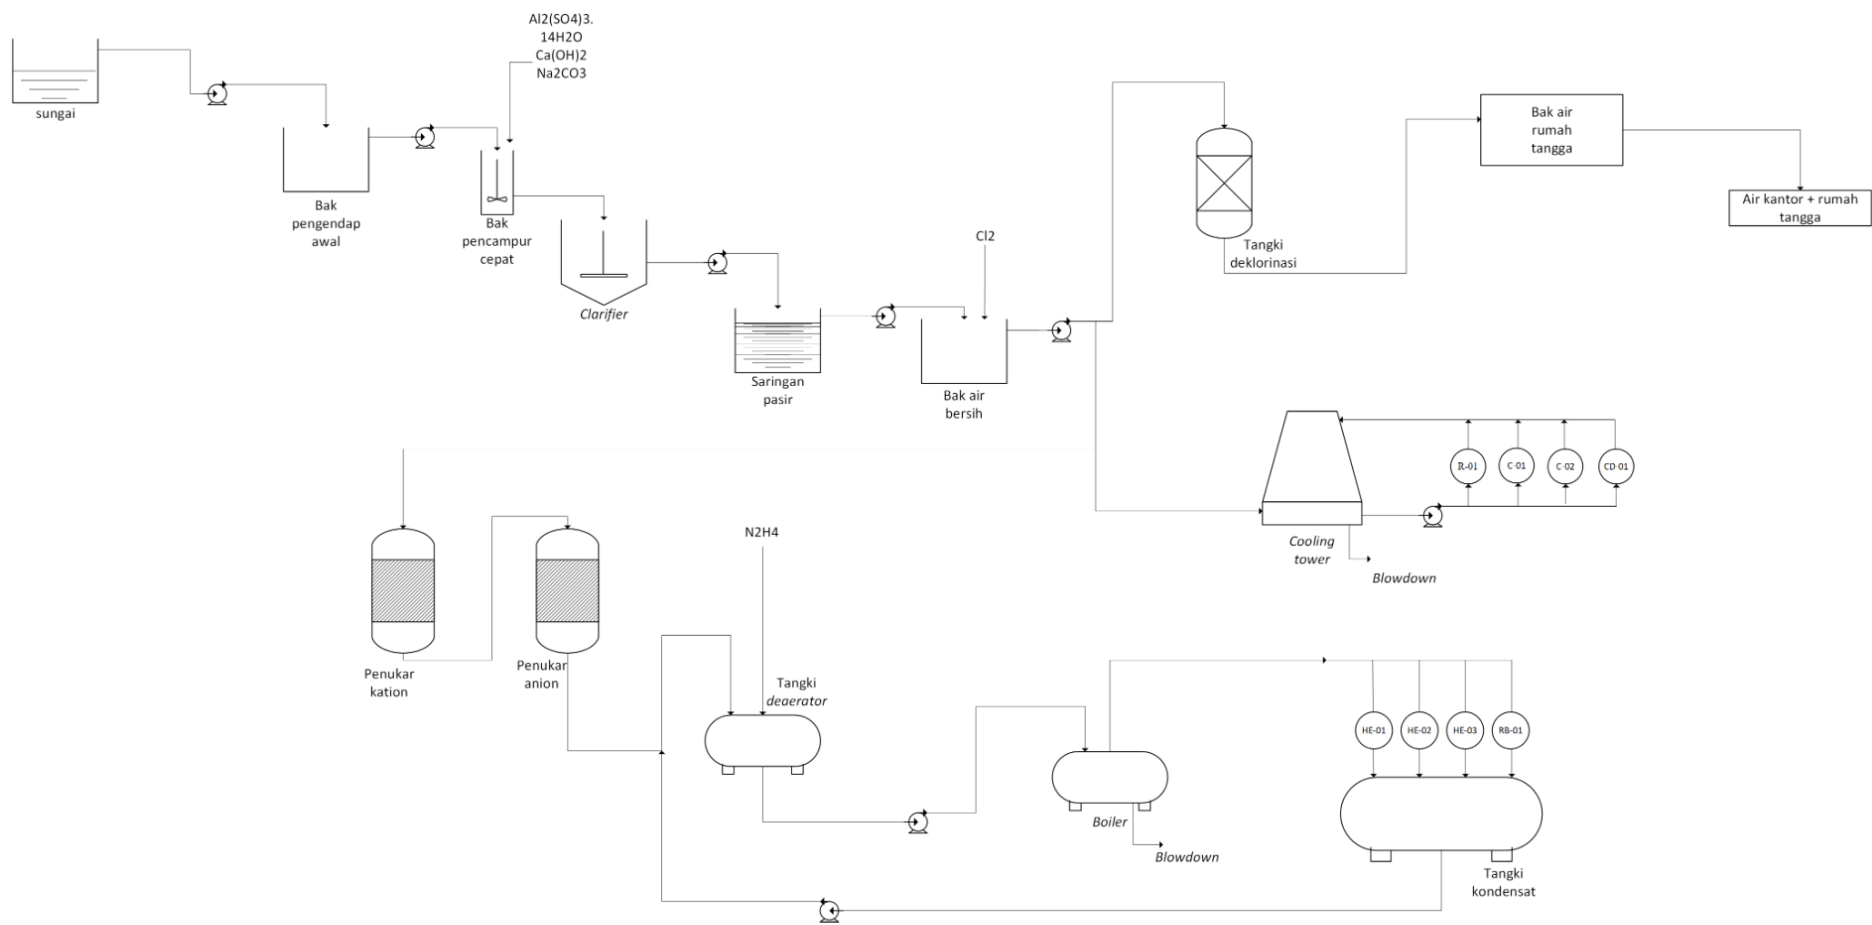 Al2(SO4)3.
14H2O
Ca(OH)2
Na2CO3
sungai
Bak
pengendap
awal
Bak
pencampur
cepat
Clarifier
Saringan
pasir
Cl2
Bak air
bersih
Tangki
deklorinasi
Bak air
rumah
tangga
Air kantor + rumah
tangga
Cooling
tower
Blowdown
R-01
C-01
C-02
CD-01
Penukar
kation
Penukar
anion
N2H4
Tangki
deaerator
Boiler
Blowdown
HE-01
HE-02
HE-03
RB-01
Tangki
kondensat